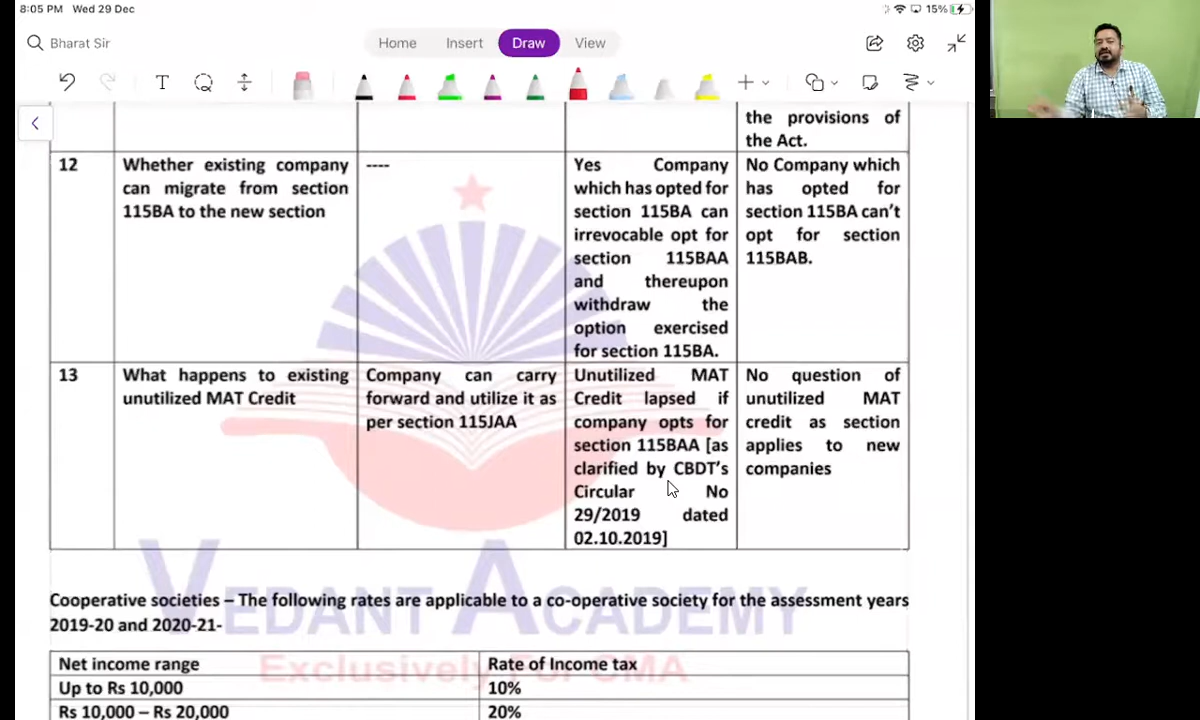 8:05 PM Wed 29 Dec
15%
Bharat Sir
Home Insert Draw View
the provisions of
the Act.
12
Whether existing company
can migrate from section
115BA to the new section
----
Yes Company
which has opted for
section 115BA can
irrevocable opt for
section 115BAA
and thereupon
withdraw the
option exercised
for section 115BA.
No Company which
has opted for
section 115BA can't
opt for section
115BAB.
13
What happens to existing
unutilized MAT Credit
Company can carry
forward and utilize it as
per section 115JAA
Unutilized MAT
Credit lapsed if
company opts for
section 115BAA [as
clarified by CBDT's
Circular No
29/2019 dated
02.10.2019]
No question of
unutilized MAT
credit as section
applies to new
companies
VEDANT ACADEMY
Exclusively For CMA
Cooperative societies – The following rates are applicable to a co-operative society for the assessment years
2019-20 and 2020-21-
Net income range Rate of Income tax
Up to Rs 10,000 10%
Rs 10,000 – Rs 20,000 20%